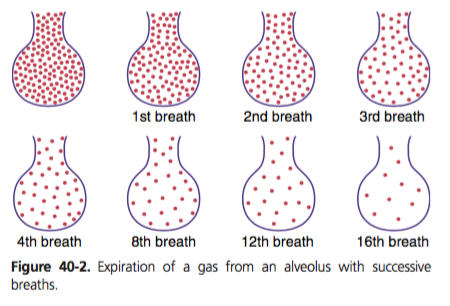 1st breath 2nd breath 3rd breath
4th breath 8th breath 12th breath 16th breath
Figure 40-2. Expiration of a gas from an alveolus with successive
breaths.